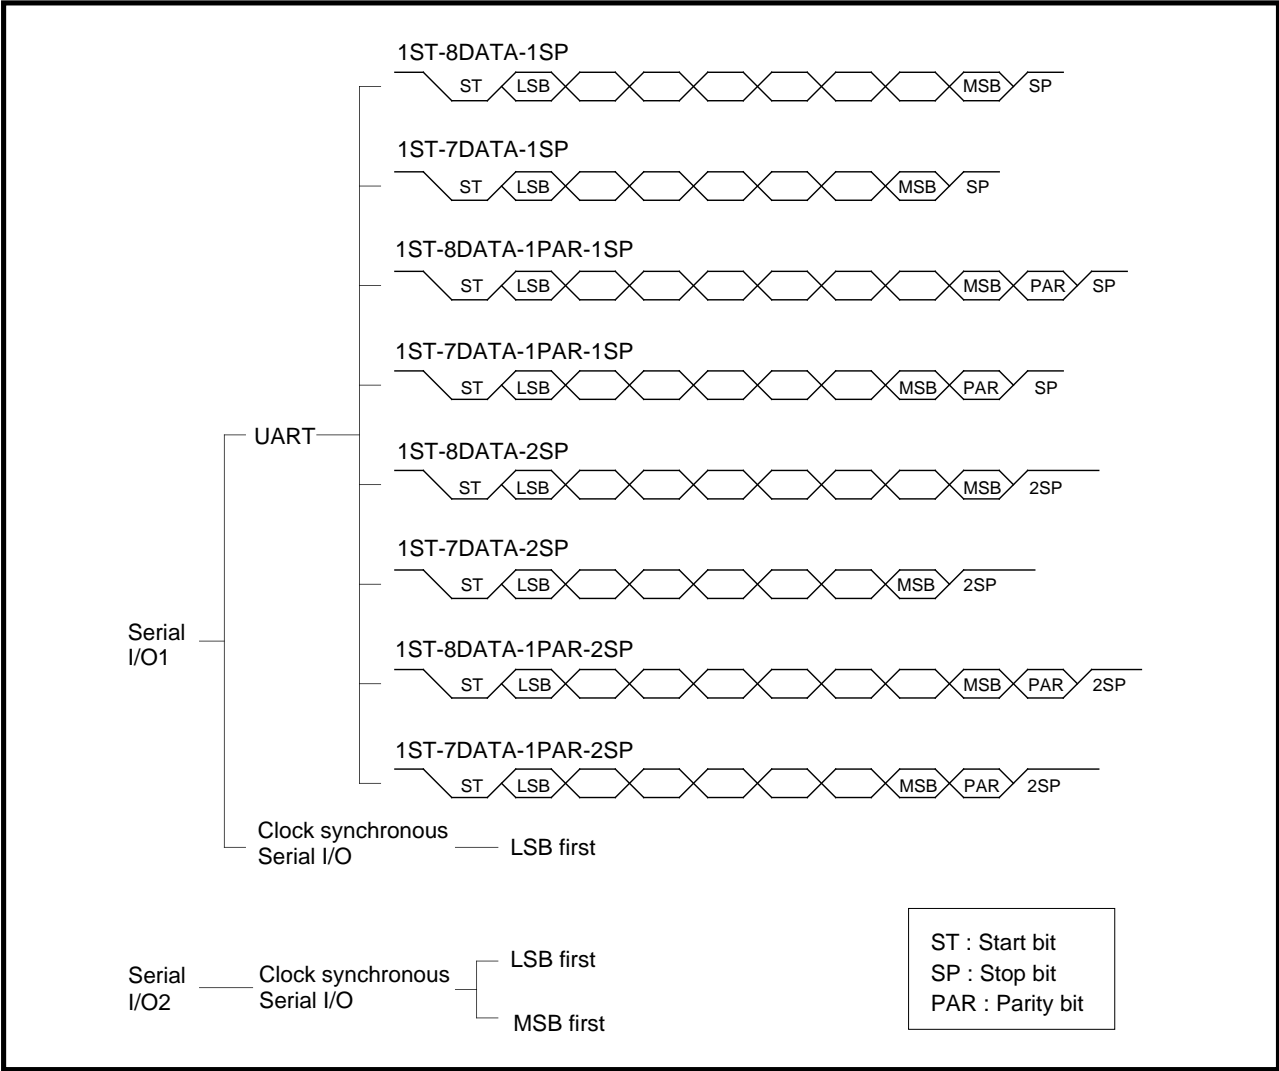 1ST-8DATA-1SP
ST LSB MSB SP
1ST-7DATA-1SP
ST LSB MSB SP
1ST-8DATA-1PAR-1SP
ST LSB MSB PAR SP
1ST-7DATA-1PAR-1SP
ST LSB MSB PAR SP
UART
1ST-8DATA-2SP
ST LSB MSB 2SP
1ST-7DATA-2SP
ST LSB MSB 2SP
Serial
I/O1
1ST-8DATA-1PAR-2SP
ST LSB MSB PAR 2SP
1ST-7DATA-1PAR-2SP
ST LSB MSB PAR 2SP
Clock synchronous
Serial I/O
LSB first
Serial
I/O2
Clock synchronous
Serial I/O
LSB first
MSB first
ST : Start bit
SP : Stop bit
PAR : Parity bit